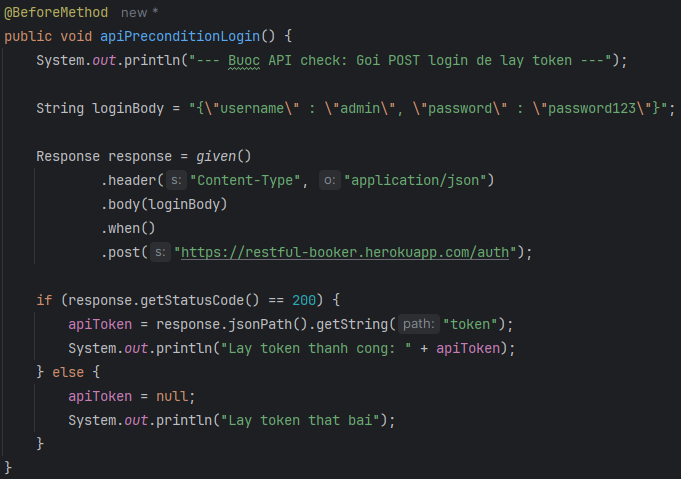 @BeforeMethod new *
public void apiPreconditionLogin() {
System.out.println("--- Buoc API check: Goi POST login de lay token ---");
String loginBody = "{\"username\" : \"admin\", \"password\" : \"password123\"}";
Response response = given()
.header( s: "Content-Type", o: "application/json")
.body(loginBody)
.when()
.post( s: "https://restful-booker.herokuapp.com/auth");
if (response.getStatusCode() == 200) {
apiToken = response.jsonPath().getString( path: "token");
System.out.println("Lay token thanh cong: " + apiToken);
} else {
apiToken = null;
System.out.println("Lay token that bai");
}
}